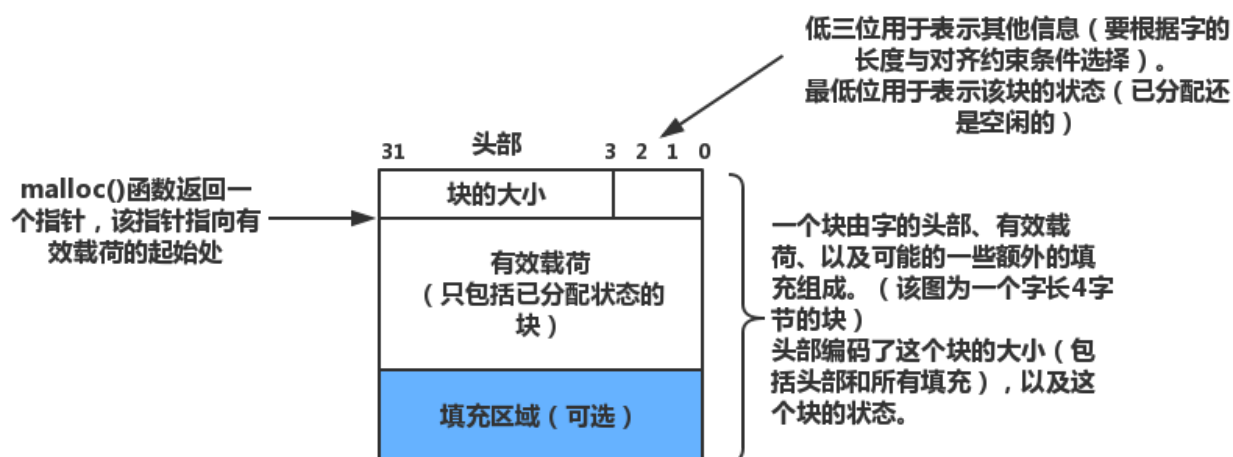 低三位用于表示其他信息（要根据字的
长度与对齐约束条件选择）。
最低位用于表示该块的状态（已分配还
是空闲的）
头部
31 3 2 1 0
块的大小
malloc()函数返回一
个指针，该指针指向有
效载荷的起始处
有效载荷
（只包括已分配状态的
块）
填充区域（可选）
一个块由字的头部、有效载
荷、以及可能的一些额外的填
充组成。（该图为一个字长4字
节的块）
头部编码了这个块的大小（包
括头部和所有填充），以及这
个块的状态。